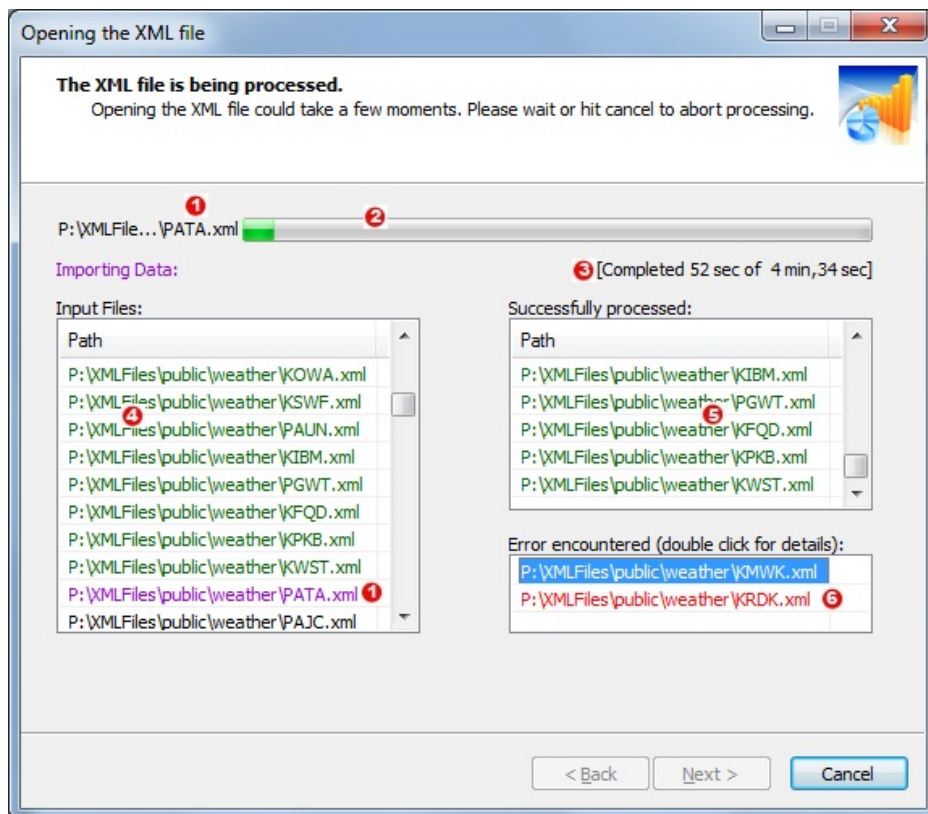 Opening the XML file
The XML file is being processed.
Opening the XML file could take a few moments. Please wait or hit cancel to abort processing.
1
P:\XMLFile...\PATA.xml 2
Importing Data: 3 [Completed 52 sec of 4 min,34 sec]
Input Files:
Path
P:\XMLFiles\public\weather\KOWA.xml
P:\XMLFiles\public\weather\KSWF.xml
4
P:\XMLFiles\public\weather\PAUN.xml
P:\XMLFiles\public\weather\KIBM.xml
P:\XMLFiles\public\weather\PGWT.xml
P:\XMLFiles\public\weather\KFQD.xml
P:\XMLFiles\public\weather\KPKB.xml
P:\XMLFiles\public\weather\KWST.xml
P:\XMLFiles\public\weather\PATA.xml 1
P:\XMLFiles\public\weather\PAJC.xml
Successfully processed:
Path
P:\XMLFiles\public\weather\KIBM.xml
P:\XMLFiles\public\weather\PGWT.xml
5
P:\XMLFiles\public\weather\KFQD.xml
P:\XMLFiles\public\weather\KPKB.xml
P:\XMLFiles\public\weather\KWST.xml
Error encountered (double click for details):
P:\XMLFiles\public\weather\KMWK.xml
P:\XMLFiles\public\weather\KRDK.xml 6
< Back
Next >
Cancel